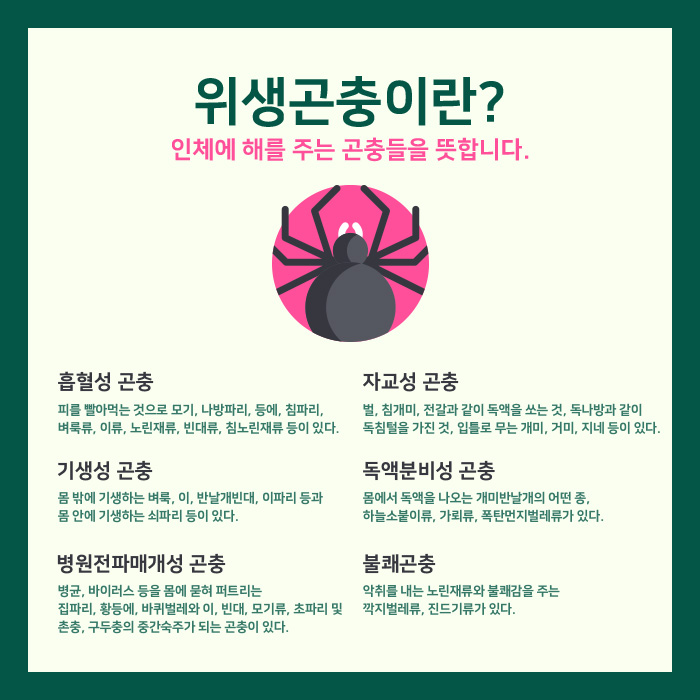 위생곤충이란?
인체에 해를 주는 곤충들을 뜻합니다.
흡혈성 곤충
피를 빨아먹는 것으로 모기, 나방파리, 등에, 침파리,
벼룩류, 이류, 노린재류, 빈대류, 침노린재류 등이 있다.
자교성 곤충
벌, 침개미, 전갈과 같이 독액을 쏘는 것, 독나방과 같이
독침털을 가진 것, 입틀로 무는 개미, 거미, 지네 등이 있다.
기생성 곤충
몸 밖에 기생하는 벼룩, 이, 반날개빈대, 이파리 등과
몸 안에 기생하는 쇠파리 등이 있다.
독액분비성 곤충
몸에서 독액을 나오는 개미반날개의 어떤 종,
하늘소붙이류, 가뢰류, 폭탄먼지벌레류가 있다.
병원전파매개성 곤충
병균, 바이러스 등을 몸에 묻혀 퍼트리는
집파리, 황등에, 바퀴벌레와 이, 빈대, 모기류, 초파리 및
촌충, 구두충의 중간숙주가 되는 곤충이 있다.
불쾌곤충
악취를 내는 노린재류와 불쾌감을 주는
깍지벌레류, 진드기류가 있다.